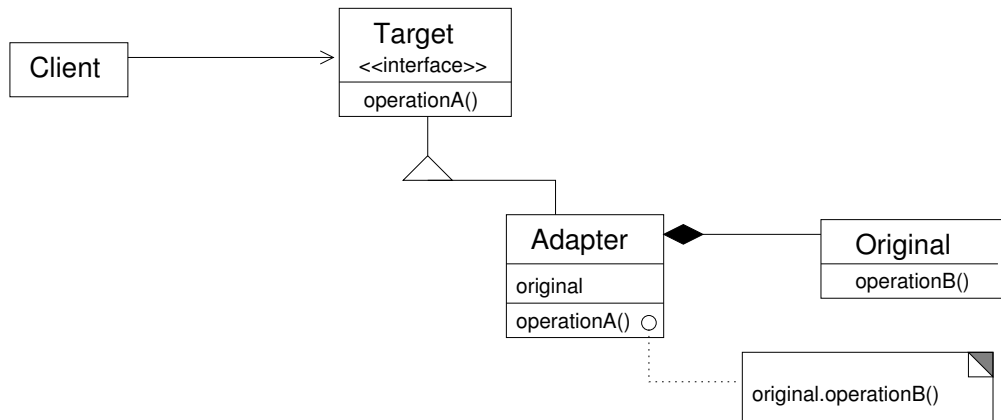 Target
<<interface>>
Client
operationA()
Adapter
Original
original
operationB()
operationA()
original.operationB()